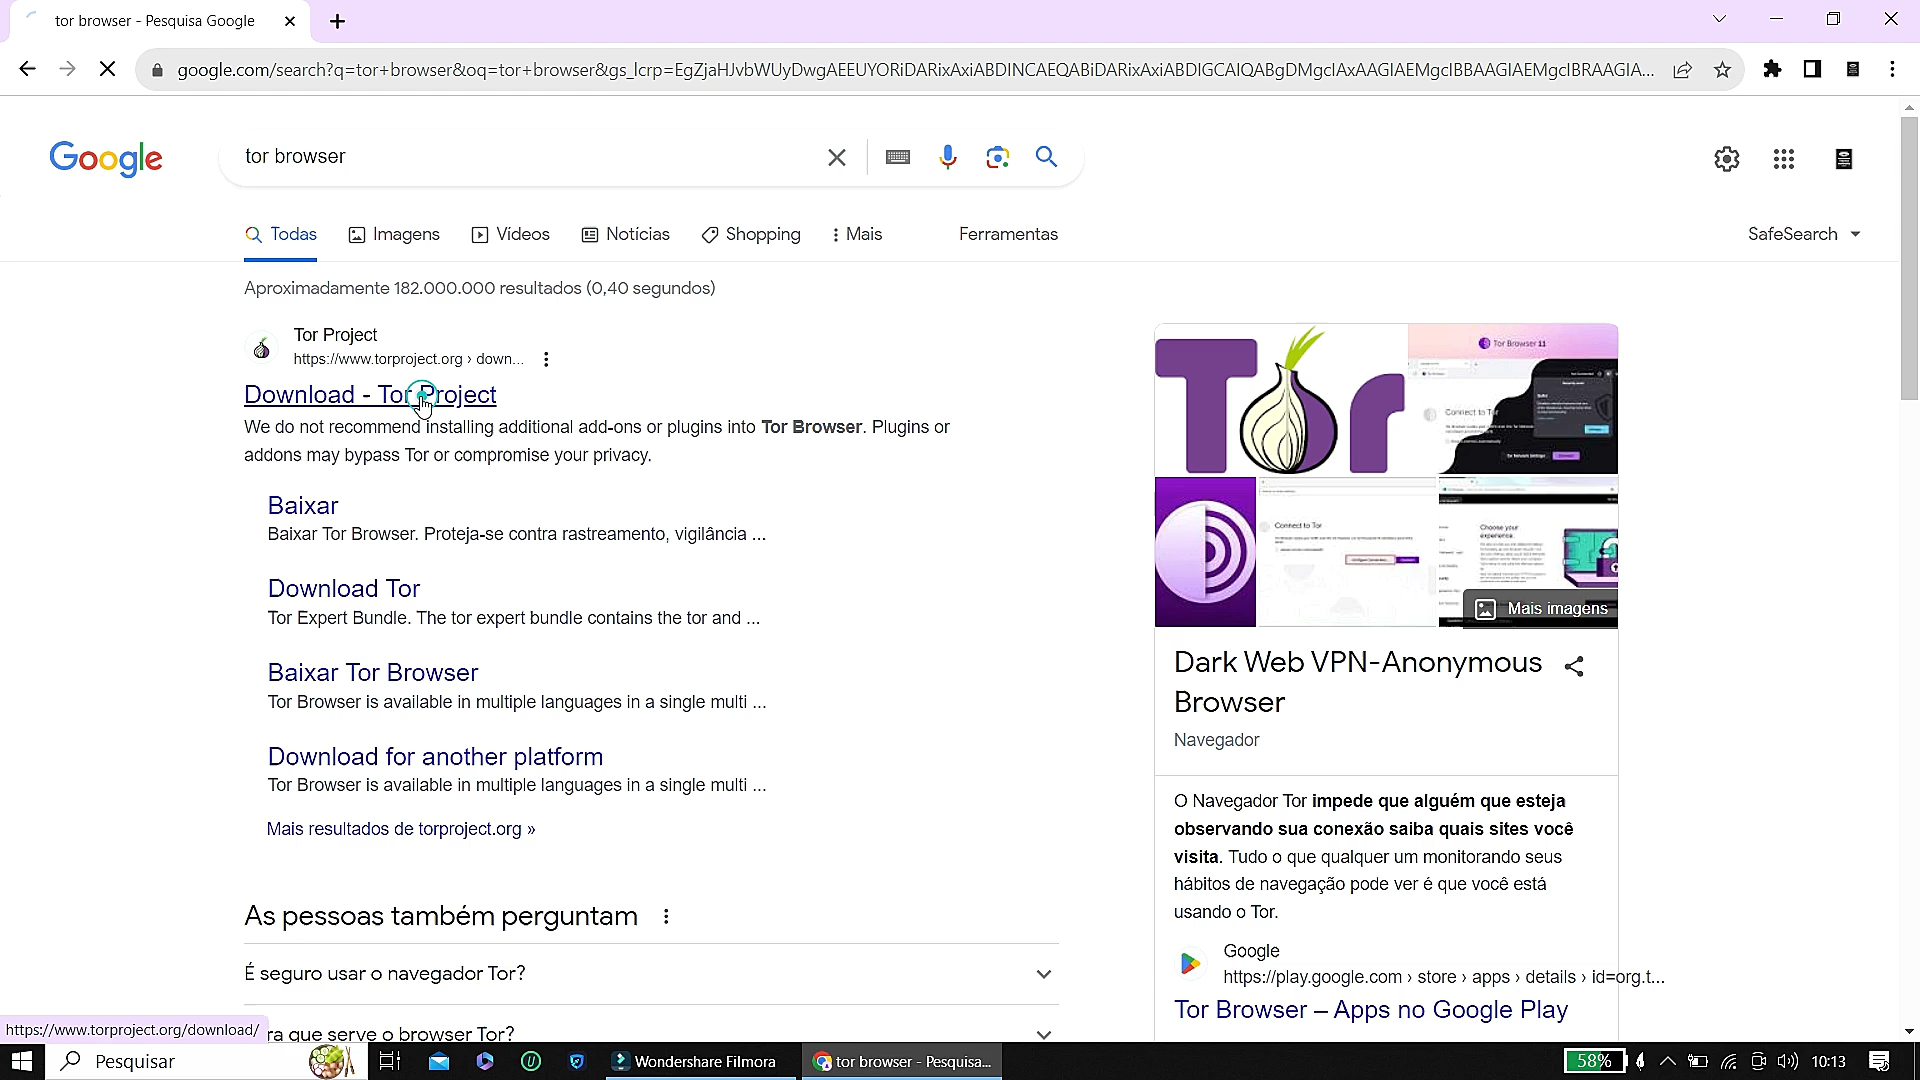 tor browser - Pesquisa Google
google.com/search?q=tor+browser&oq=tor+browser&gs_lcrp=EgZjaHJvbWUyDwgAEEUYORiDARixAxiABDINCAEQABiDARixAxiABDIGCAIQABgDMgcIAxAAGIAEMgcIBBAAGIAEMgcIBRAAGIA...
Google
tor browser
Todas
Imagens
Vídeos
Notícias
Shopping
Mais
Ferramentas
SafeSearch
Aproximadamente 182.000.000 resultados (0,40 segundos)
Tor Project
https://www.torproject.org › down...
Download - Tor Project
We do not recommend installing additional add-ons or plugins into Tor Browser. Plugins or
addons may bypass Tor or compromise your privacy.
Baixar
Baixar Tor Browser. Proteja-se contra rastreamento, vigilância ...
Download Tor
Tor Expert Bundle. The tor expert bundle contains the tor and ...
Baixar Tor Browser
Tor Browser is available in multiple languages in a single multi ...
Download for another platform
Tor Browser is available in multiple languages in a single multi ...
Mais resultados de torproject.org »
As pessoas também perguntam
É seguro usar o navegador Tor?
ra que serve o browser Tor?
https://www.torproject.org/download/
Tor
Tor Browser 11
Connect to Tor
Connect to Tor
Choose your
experience.
Mais imagens
Dark Web VPN-Anonymous
Browser
Navegador
O Navegador Tor impede que alguém que esteja
observando sua conexão saiba quais sites você
visita. Tudo o que qualquer um monitorando seus
hábitos de navegação pode ver é que você está
usando o Tor.
Google
https://play.google.com › store › apps › details › id=org.t...
Tor Browser – Apps no Google Play
Pesquisar
Wondershare Filmora
tor browser - Pesquisa...
58%
10:13